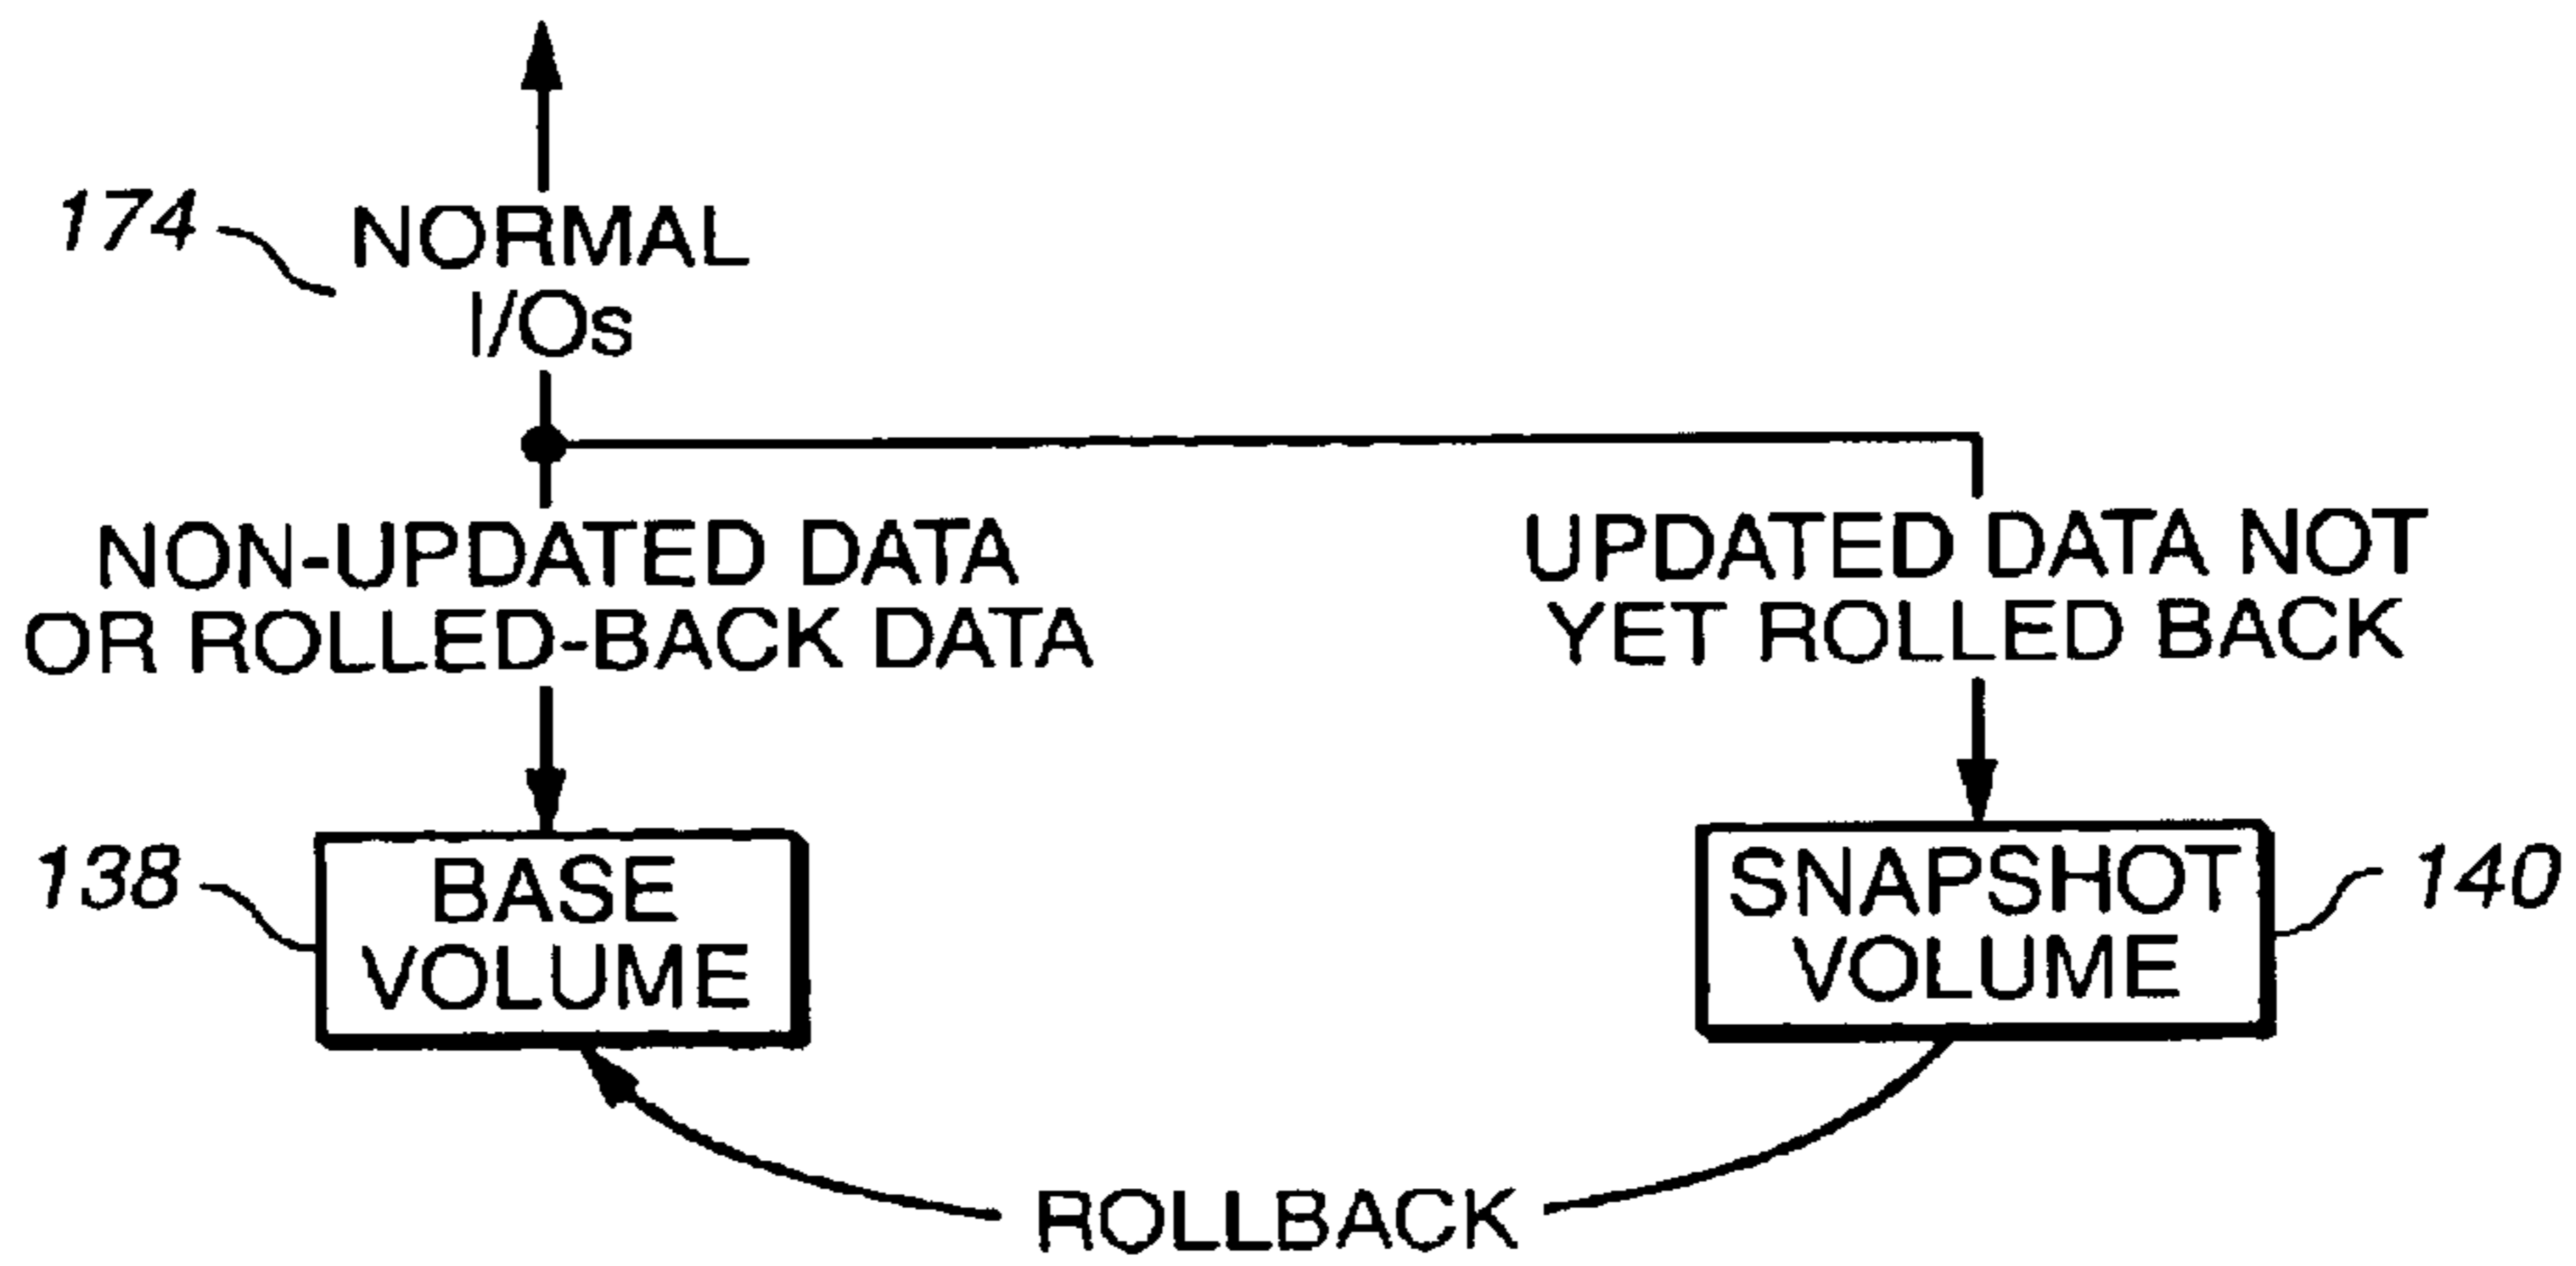 174
NORMAL
I/Os
NON-UPDATED DATA
OR ROLLED-BACK DATA
UPDATED DATA NOT
YET ROLLED BACK
138
BASE
VOLUME
SNAPSHOT
VOLUME
140
ROLLBACK